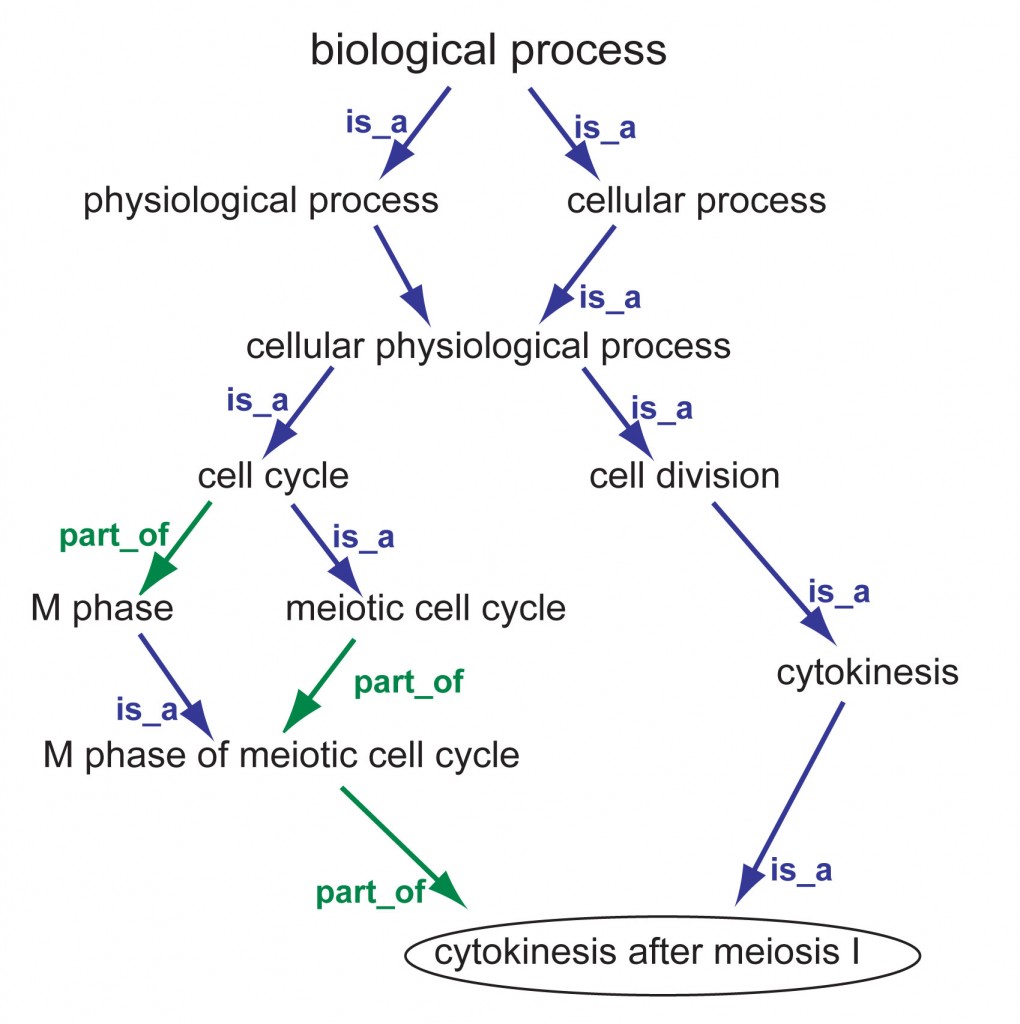 biological process
is_a
is_a
physiological process
cellular process
is_a
cellular physiological process
is_a
is_a
cell cycle
cell division
part_of
is_a
is_a
M phase
meiotic cell cycle
cytokinesis
part_of
is_a
M phase of meiotic cell cycle
is_a
part_of
cytokinesis after meiosis I